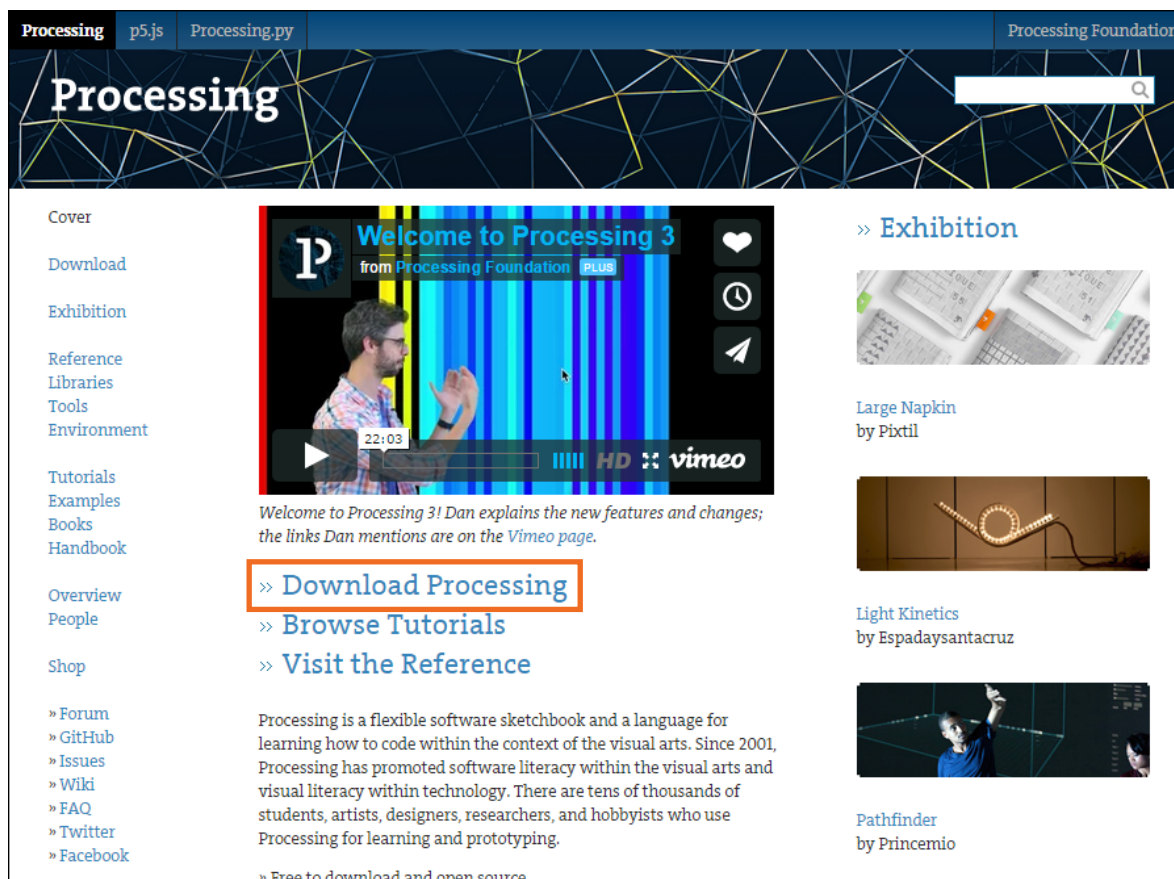 Processing
p5.js
Processing.py
Processing Foundation
Processing
Cover
Download
Exhibition
Reference
Libraries
Tools
Environment
Tutorials
Examples
Books
Handbook
Overview
People
Shop
» Forum
» GitHub
» Issues
» Wiki
» FAQ
» Twitter
» Facebook
Welcome to Processing 3
from Processing Foundation PLUS
22:03
HD vimeo
Welcome to Processing 3! Dan explains the new features and changes;
the links Dan mentions are on the Vimeo page.
» Download Processing
» Browse Tutorials
» Visit the Reference
Processing is a flexible software sketchbook and a language for
learning how to code within the context of the visual arts. Since 2001,
Processing has promoted software literacy within the visual arts and
visual literacy within technology. There are tens of thousands of
students, artists, designers, researchers, and hobbyists who use
Processing for learning and prototyping.
» Free to download and open source
» Exhibition
Large Napkin
by Pixtil
Light Kinetics
by Espadaysantacruz
Pathfinder
by Princemio